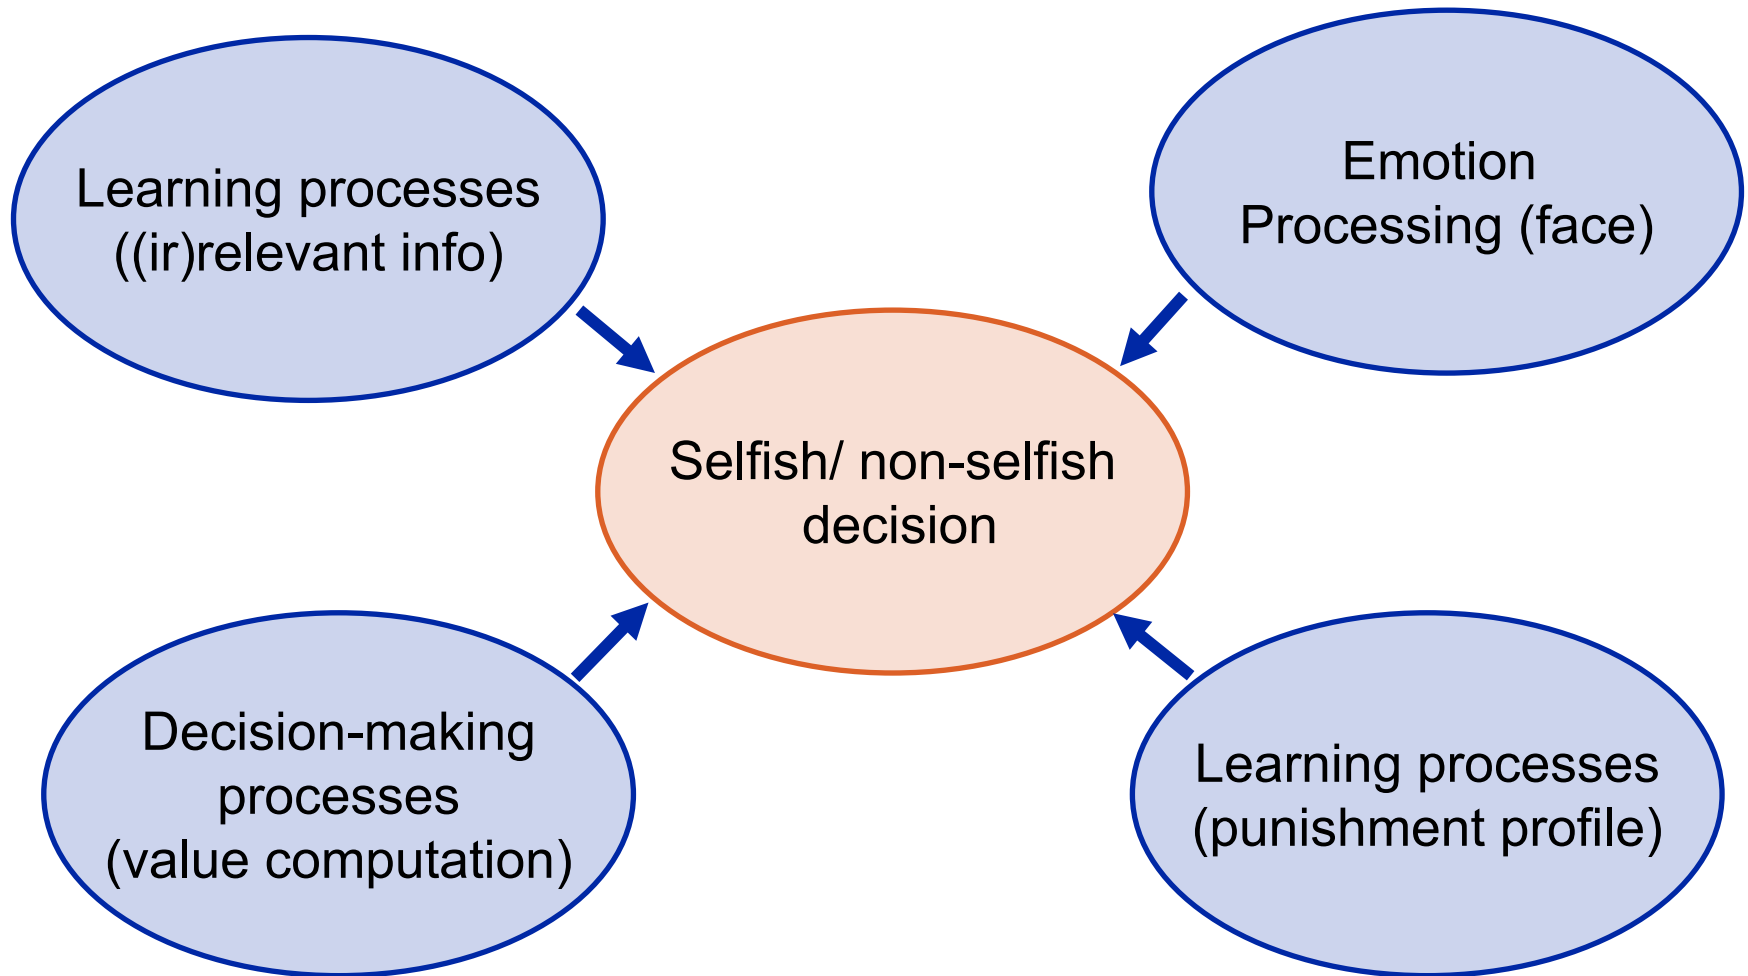 Learning processes
((ir)relevant info)
Emotion
Processing (face)
Selfish/ non-selfish
decision
Decision-making
processes
(value computation)
Learning processes
(punishment profile)